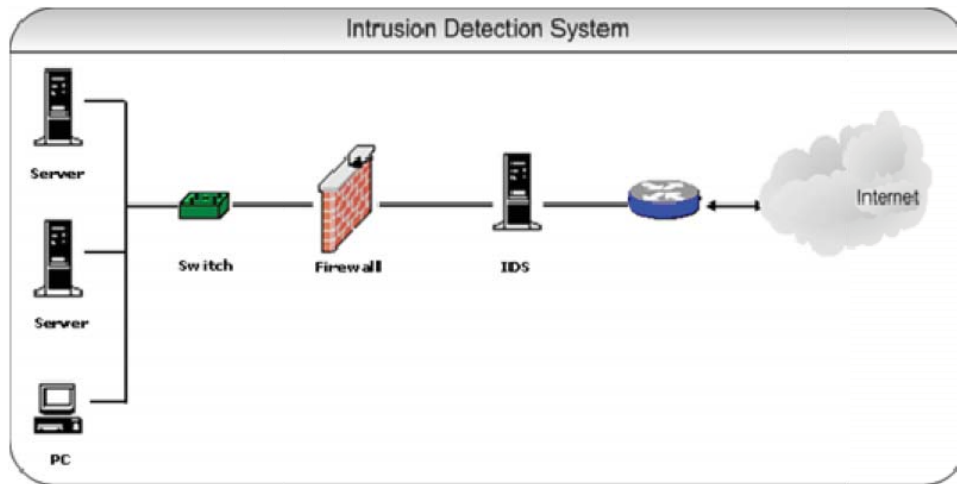 Intrusion Detection System
Server
Server
PC
Switch
Firewall
IDS
Internet